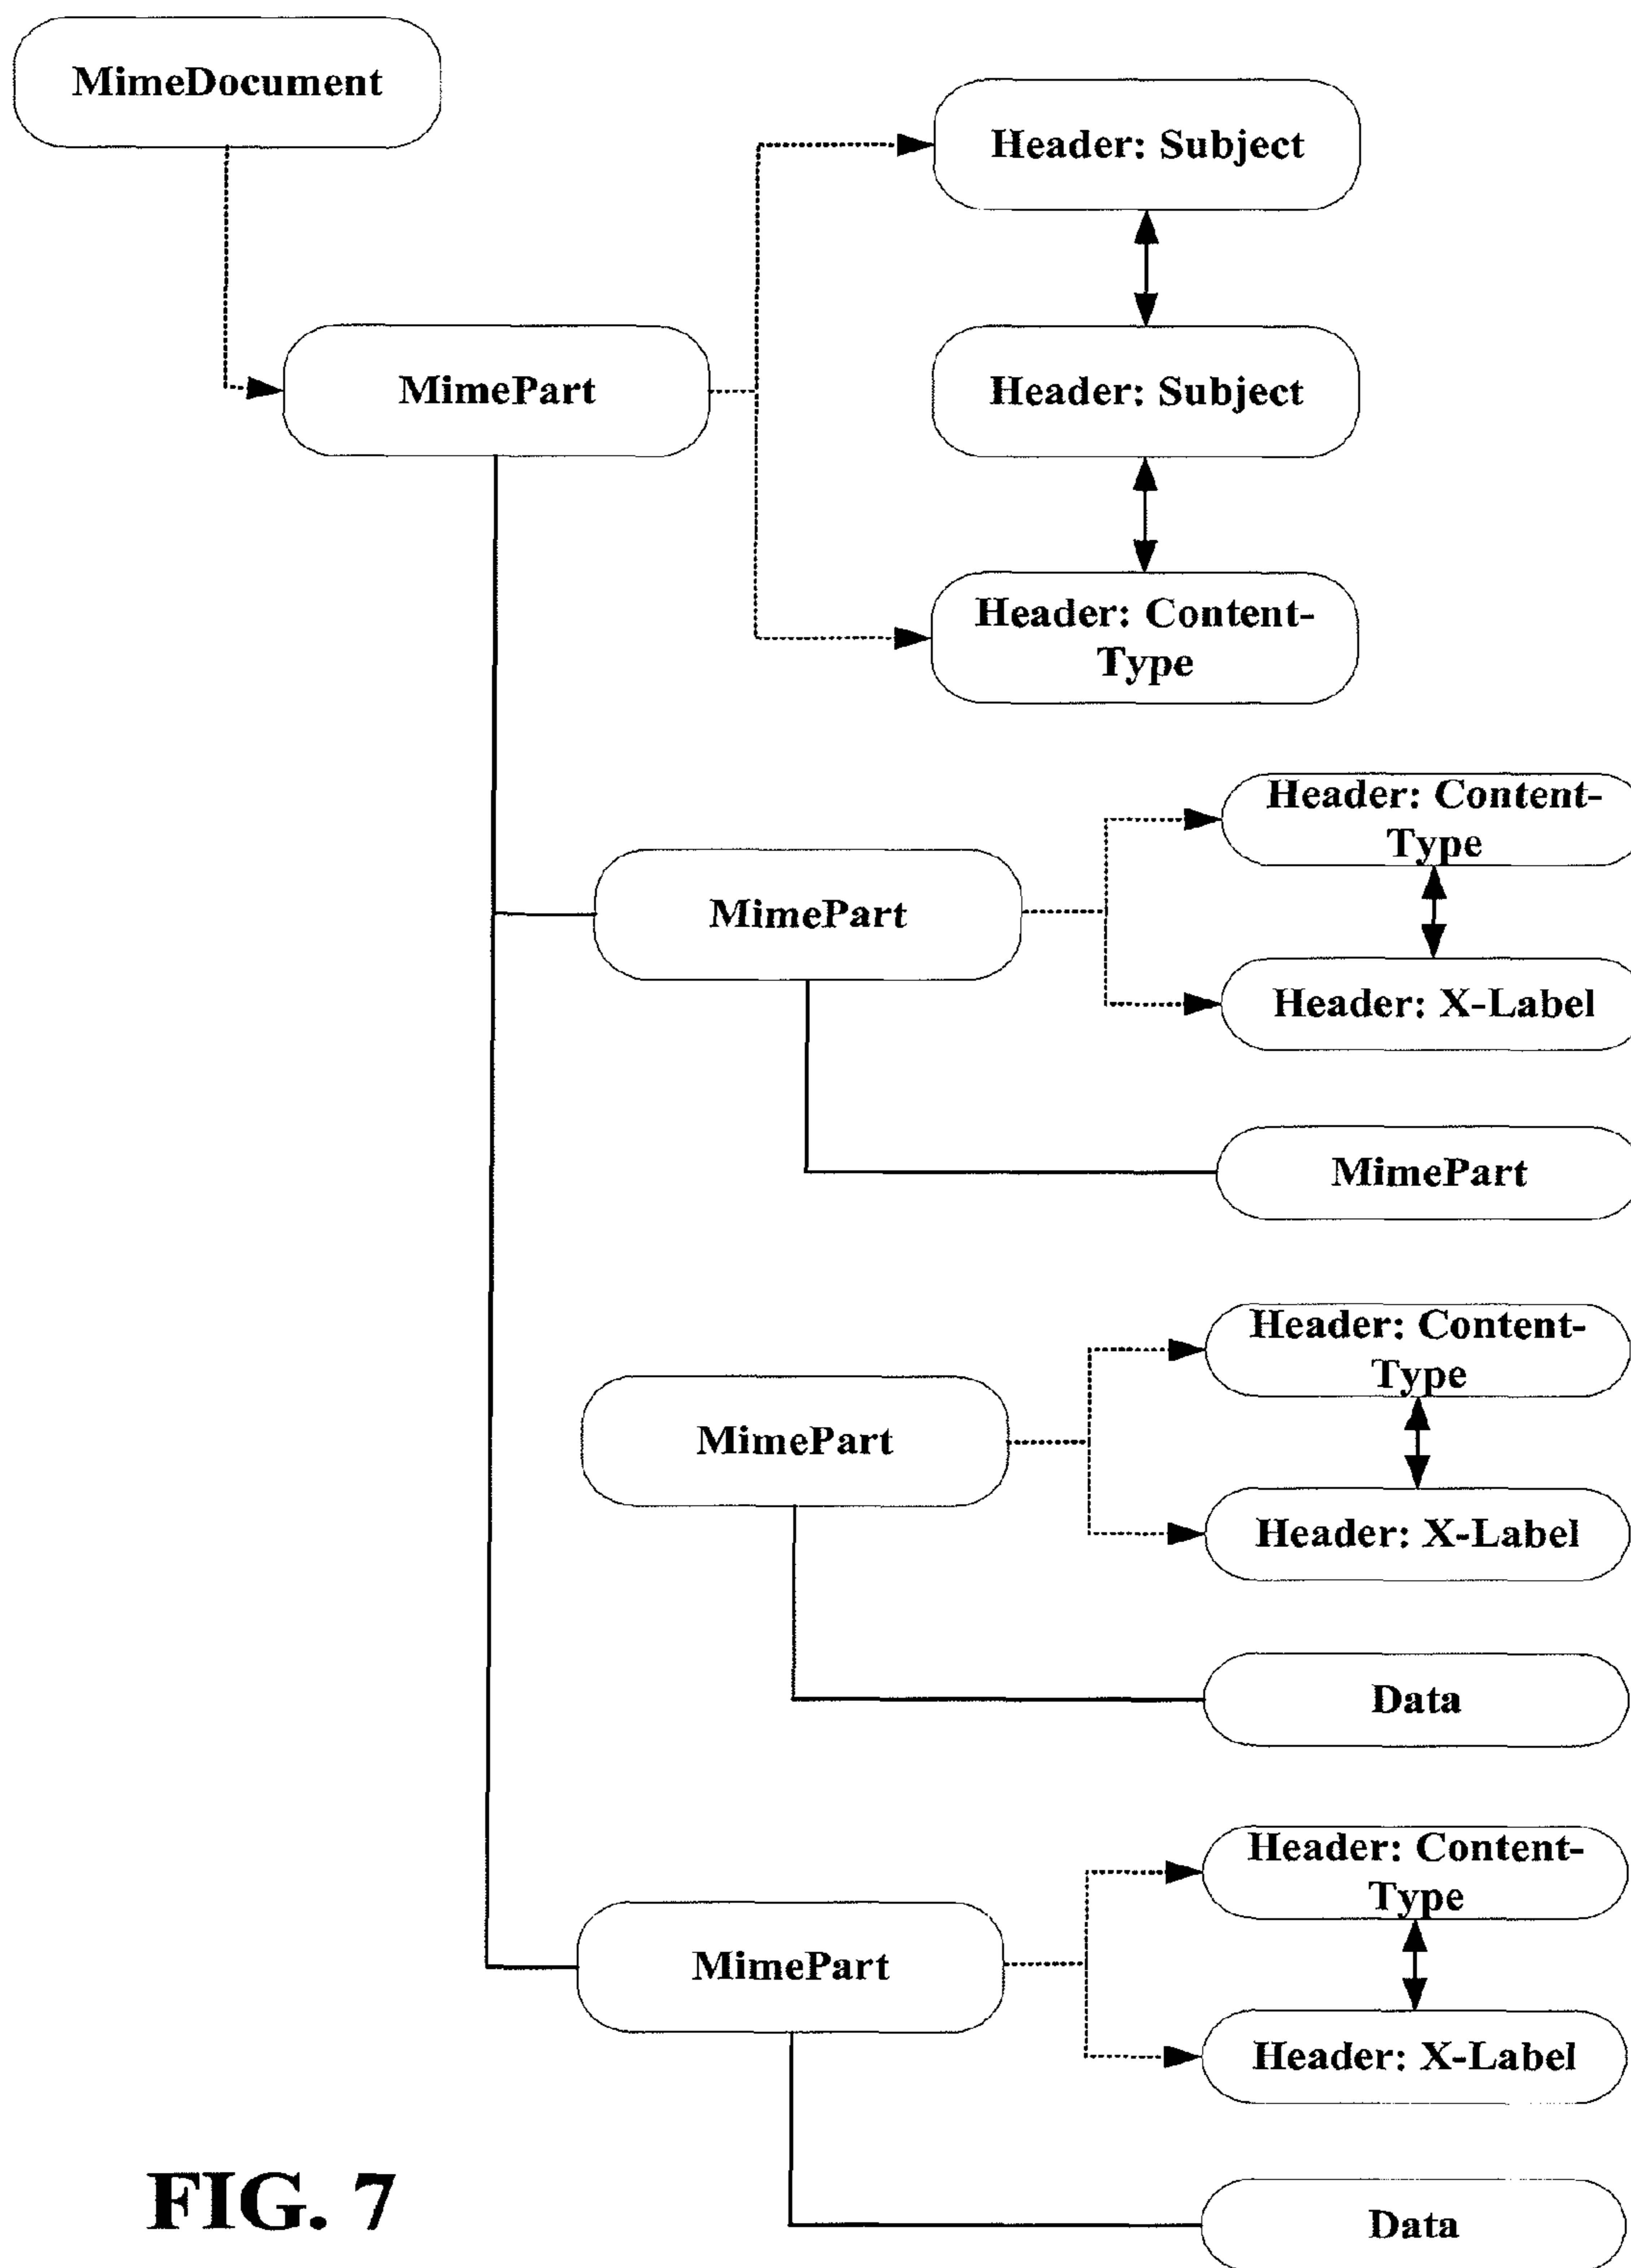 MimeDocument
Header: Subject
MimePart
Header: Subject
Header: Content-
Type
Header: Content-
Type
MimePart
Header: X-Label
MimePart
Header: Content-
Type
MimePart
Header: X-Label
Data
Header: Content-
Type
MimePart
Header: X-Label
Data
FIG. 7